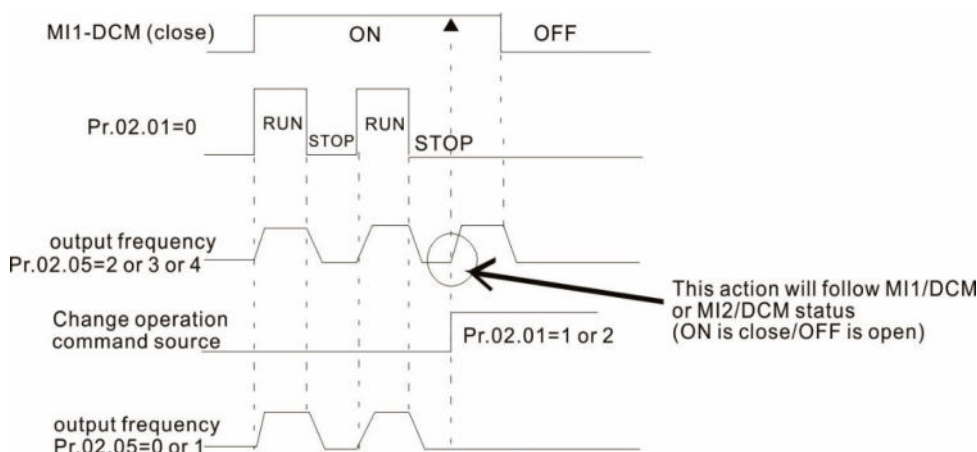 MI1-DCM (close)
ON
OFF
Pr.02.01=0
RUN
STOP
RUN
STOP
output frequency
Pr.02.05=2 or 3 or 4
This action will follow MI1/DCM
or MI2/DCM status
(ON is close/OFF is open)
Change operation
command source
Pr.02.01=1 or 2
output frequency
Pr.02.05=0 or 1